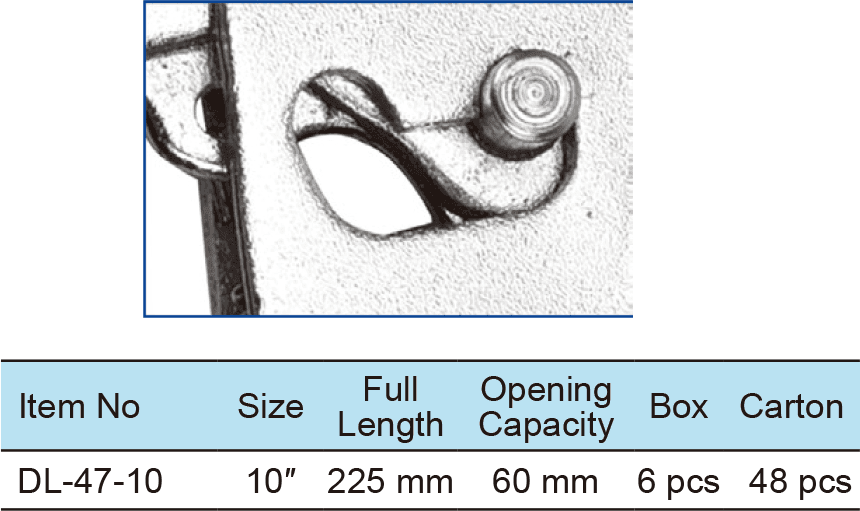 Item No Size Full Length Opening Capacity Box Carton
DL-47-10 10″ 225 mm 60 mm 6 pcs 48 pcs